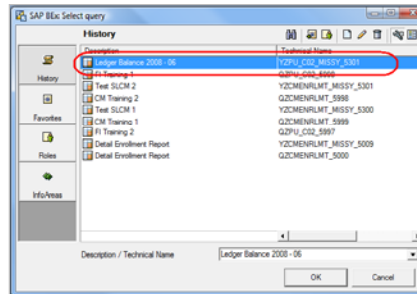 SAP BEx: Select query
History
Description Technical Name
Ledger Balance 2008 - 06 YZPU_C02_MISSY_5301
FI Training 1 QZPU_C02_5998
Test SLCM 2 YZCMENRLMT_MISSY_5301
CM Training 2 QZCMENRLMT_5998
Test SLCM 1 YZCMENRLMT_MISSY_5300
CM Training 1 QZCMENRLMT_5999
FI Training 2 QZPU_C02_5997
Detail Enrollment Report YZCMENRLMT_MISSY_5009
Detail Enrollment Report QZCMENRLMT_5000
History
Favorites
Roles
InfoAreas
Description / Technical Name Ledger Balance 2008 - 06
OK Cancel